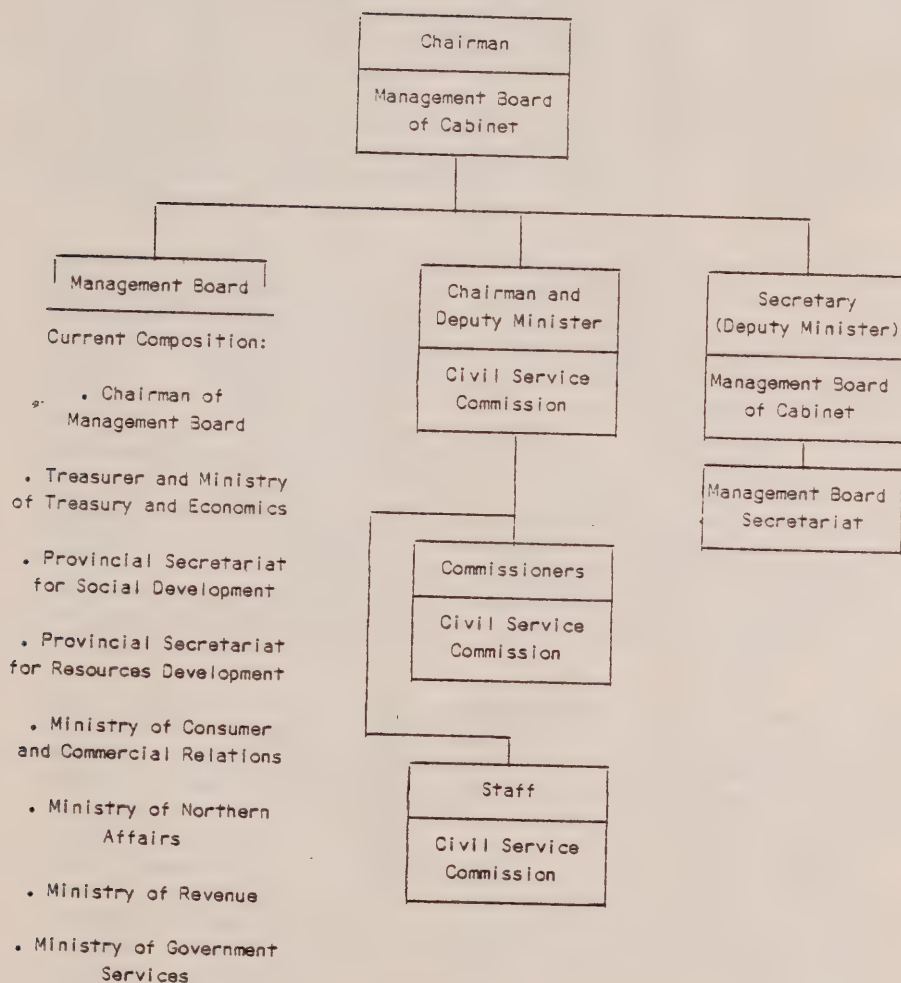 Chairman
Management Board
of Cabinet
Management Board
Current Composition:
. Chairman of
Management Board
. Treasurer and Ministry
of Treasury and Economics
. Provincial Secretariat
for Social Development
. Provincial Secretariat
for Resources Development
. Ministry of Consumer
and Commercial Relations
. Ministry of Northern
Affairs
. Ministry of Revenue
. Ministry of Government
Services
Chairman and
Deputy Minister
Civil Service
Commission
Commissioners
Civil Service
Commission
Staff
Civil Service
Commission
Secretary
(Deputy Minister)
Management Board
of Cabinet
Management Board
Secretariat